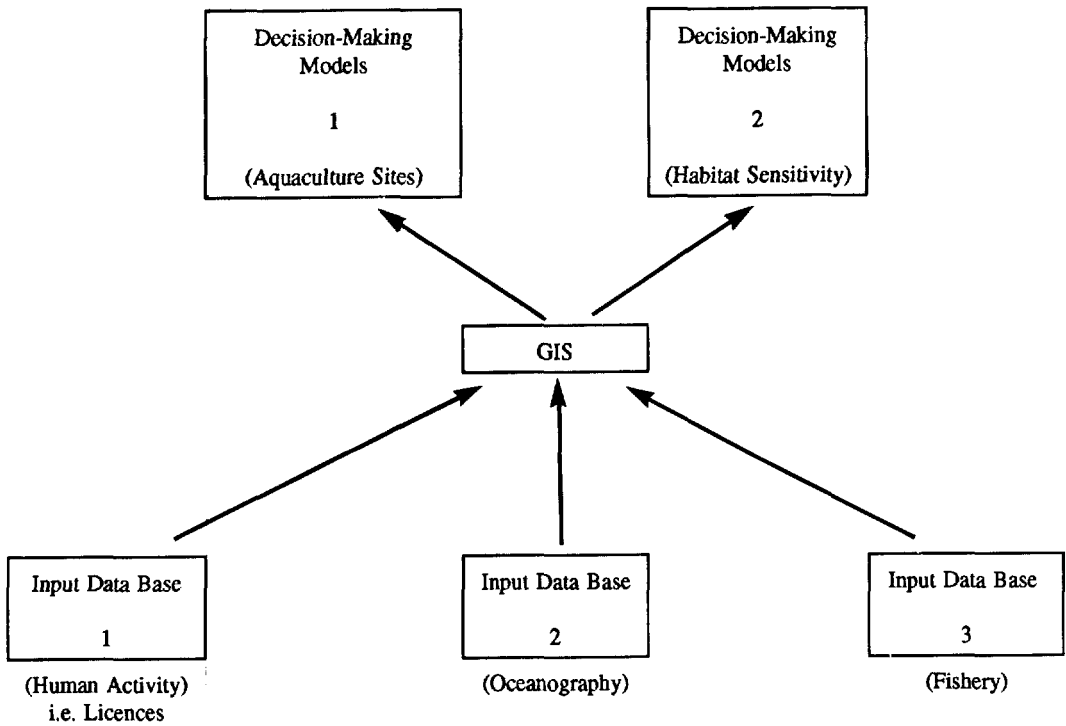 Decision-Making
Models
1
(Aquaculture Sites)
Decision-Making
Models
2
(Habitat Sensitivity)
GIS
Input Data Base
1
(Human Activity)
i.e. Licences
Input Data Base
2
(Oceanography)
Input Data Base
3
(Fishery)